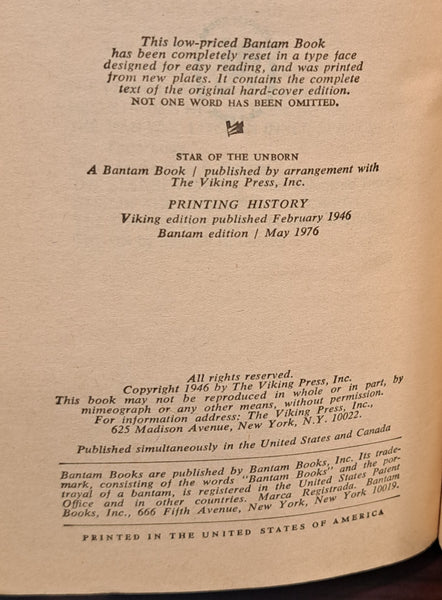 This low-priced Bantam Book
has been completely reset in a type face
designed for easy reading, and was printed
from new plates. It contains the complete
text of the original hard-cover edition.
NOT ONE WORD HAS BEEN OMITTED.
STAR OF THE UNBORN
A Bantam Book / published by arrangement with
The Viking Press, Inc.
PRINTING HISTORY
Viking edition published February 1946
Bantam edition / May 1976
All rights reserved.
Copyright 1946 by The Viking Press, Inc.
This book may not be reproduced in whole or in part, by
mimeograph or any other means, without permission.
For information address: The Viking Press, Inc.,
625 Madison Avenue, New York, N.Y. 10022.
Published simultaneously in the United States and Canada
Bantam Books are published by Bantam Books, Inc. Its trade-
mark, consisting of the words "Bantam Books" and the por-
trayal of a bantam, is registered in the United States Patent
Office and in other countries. Marca Registrada. Bantam
Books, Inc., 666 Fifth Avenue, New York, New York 10019.
PRINTED IN THE UNITED STATES OF AMERICA